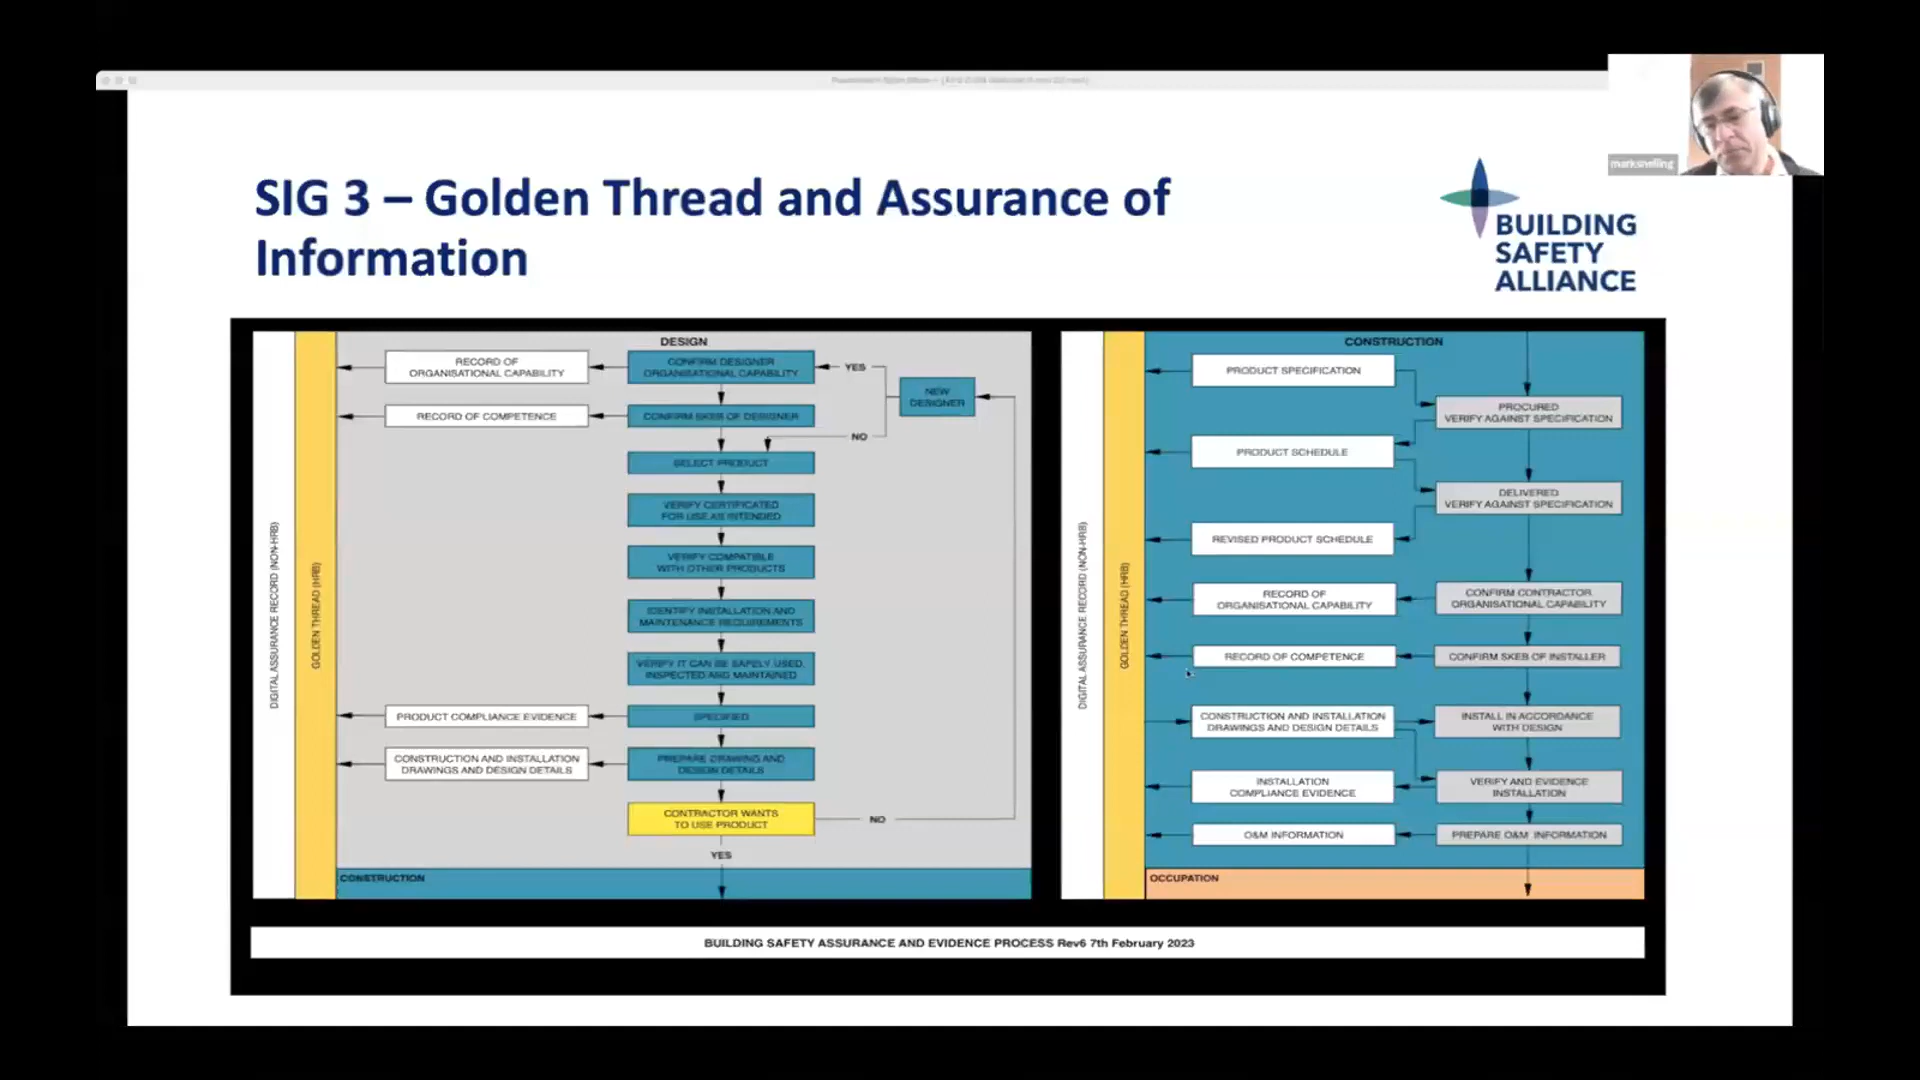 marksnelling
SIG 3 – Golden Thread and Assurance of
Information
BUILDING
SAFETY
ALLIANCE
DIGITAL ASSURANCE RECORD (NON-HRB)
GOLDEN THREAD (HRB)
DESIGN
RECORD OF
ORGANISATIONAL CAPABILITY
CONFIRM DESIGNER
ORGANISATIONAL CAPABILITY
YES
NEW
DESIGNER
RECORD OF COMPETENCE
CONFIRM SKEB OF DESIGNER
NO
SELECT PRODUCT
VERIFY CERTIFICATED
FOR USE AS INTENDED
VERIFY COMPATIBLE
WITH OTHER PRODUCTS
IDENTIFY INSTALLATION AND
MAINTENANCE REQUIREMENTS
VERIFY IT CAN BE SAFELY USED,
INSPECTED AND MAINTAINED
PRODUCT COMPLIANCE EVIDENCE
SPECIFIED
CONSTRUCTION AND INSTALLATION
DRAWINGS AND DESIGN DETAILS
PREPARE DRAWING AND
DESIGN DETAILS
CONTRACTOR WANTS
TO USE PRODUCT
NO
YES
CONSTRUCTION
DIGITAL ASSURANCE RECORD (NON-HRB)
GOLDEN THREAD (HRB)
CONSTRUCTION
PRODUCT SPECIFICATION
PROCURED
VERIFY AGAINST SPECIFICATION
PRODUCT SCHEDULE
DELIVERED
VERIFY AGAINST SPECIFICATION
REVISED PRODUCT SCHEDULE
RECORD OF
ORGANISATIONAL CAPABILITY
CONFIRM CONTRACTOR
ORGANISATIONAL CAPABILITY
RECORD OF COMPETENCE
CONFIRM SKEB OF INSTALLER
CONSTRUCTION AND INSTALLATION
DRAWINGS AND DESIGN DETAILS
INSTALL IN ACCORDANCE
WITH DESIGN
INSTALLATION
COMPLIANCE EVIDENCE
VERIFY AND EVIDENCE
INSTALLATION
O&M INFORMATION
PREPARE O&M INFORMATION
OCCUPATION
BUILDING SAFETY ASSURANCE AND EVIDENCE PROCESS Rev6 7th February 2023